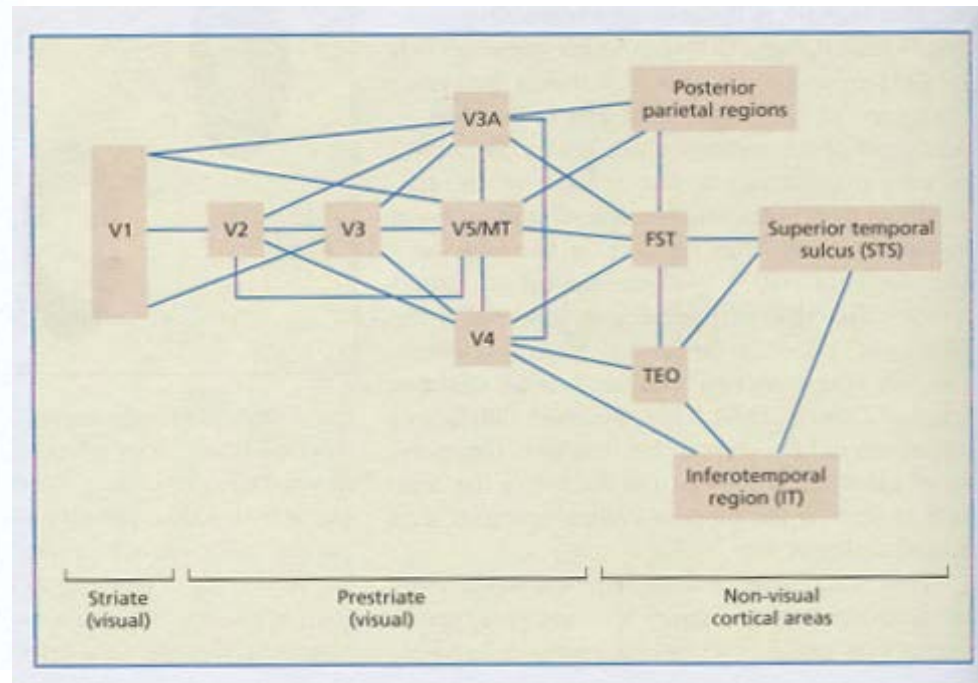 Posterior
parietal regions
V3A
V1
V2
V3
V5/MT
FST
Superior temporal
sulcus (STS)
V4
TEO
Inferotemporal
region (IT)
Striate
(visual)
Prestriate
(visual)
Non-visual
cortical areas